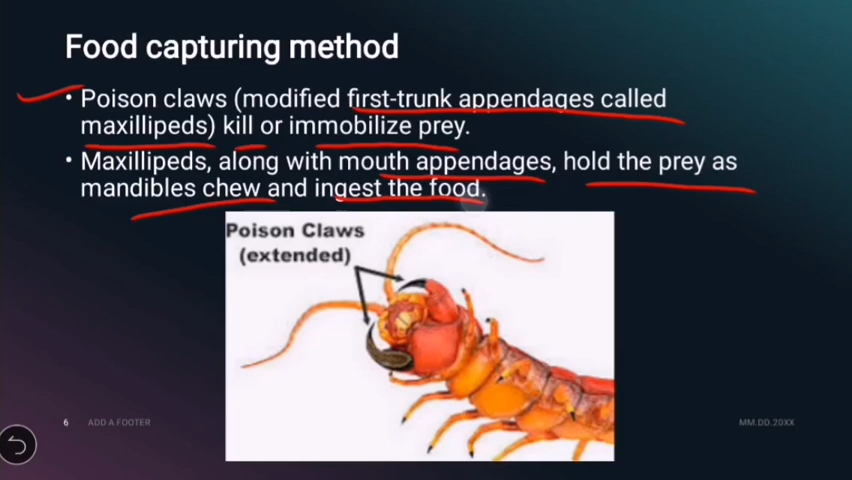 Food capturing method
• Poison claws (modified first-trunk appendages called
maxillipeds) kill or immobilize prey.
• Maxillipeds, along with mouth appendages, hold the prey as
mandibles chew and ingest the food.
Poison Claws
(extended)
6 ADD A FOOTER MM.DD.20XX